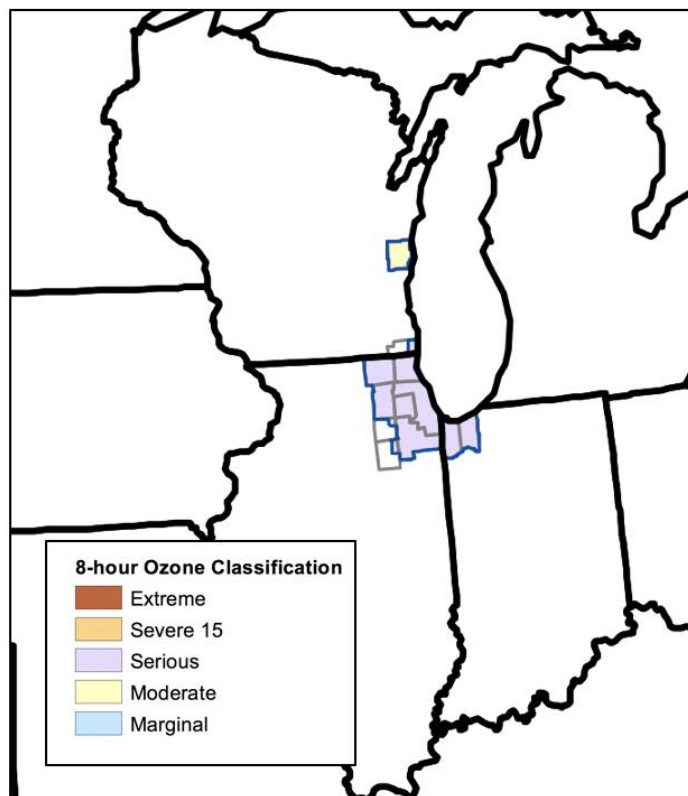 8-hour Ozone Classification
Extreme
Severe 15
Serious
Moderate
Marginal